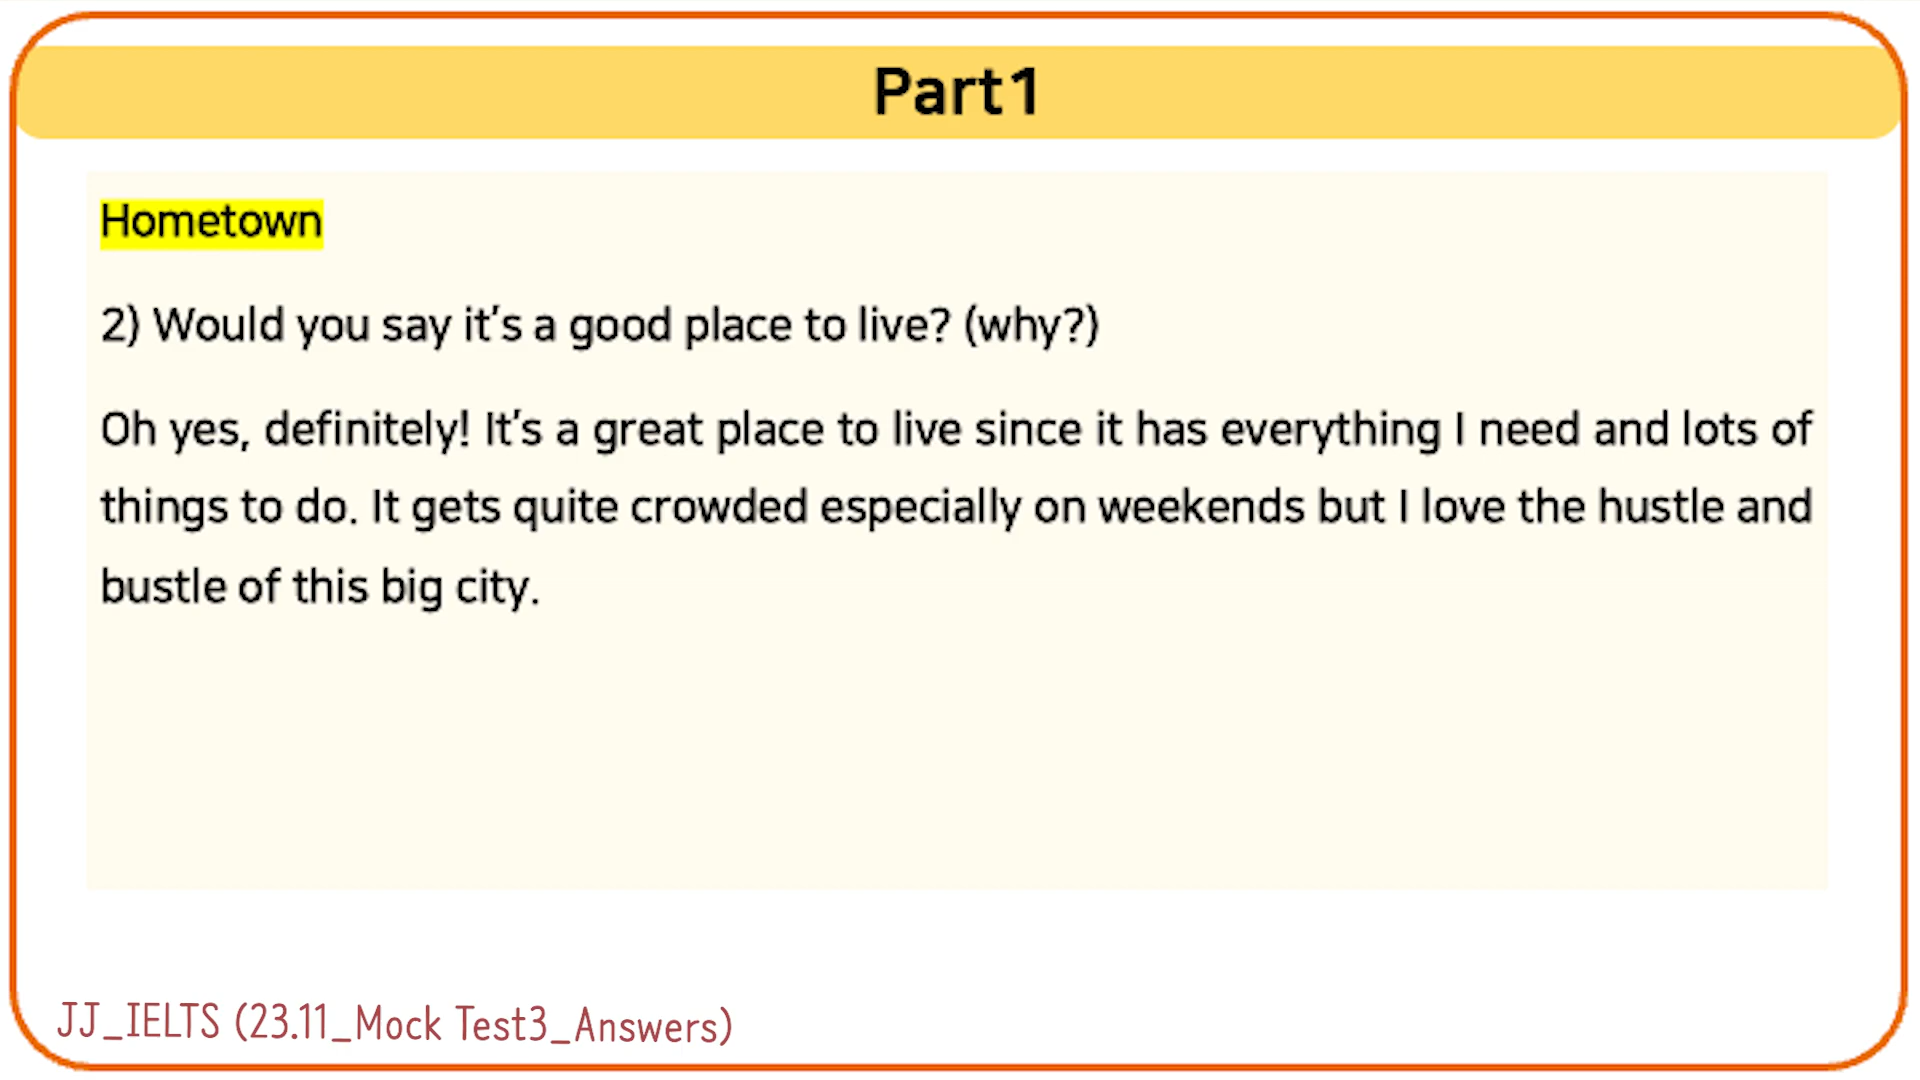 Part1
Hometown
2) Would you say it's a good place to live? (why?)
Oh yes, definitely! It's a great place to live since it has everything I need and lots of
things to do. It gets quite crowded especially on weekends but I love the hustle and
bustle of this big city.
JJ_IELTS (23.11_Mock Test3_Answers)